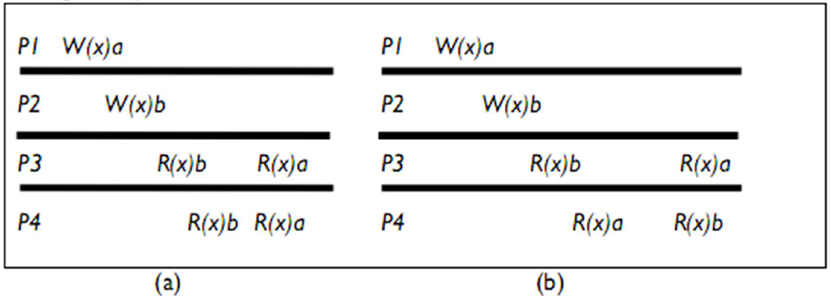 P1 W(x)a P1 W(x)a
P2 W(x)b P2 W(x)b
P3 R(x)b R(x)a P3 R(x)b R(x)a
P4 R(x)b R(x)a P4 R(x)a R(x)b
(a) (b)